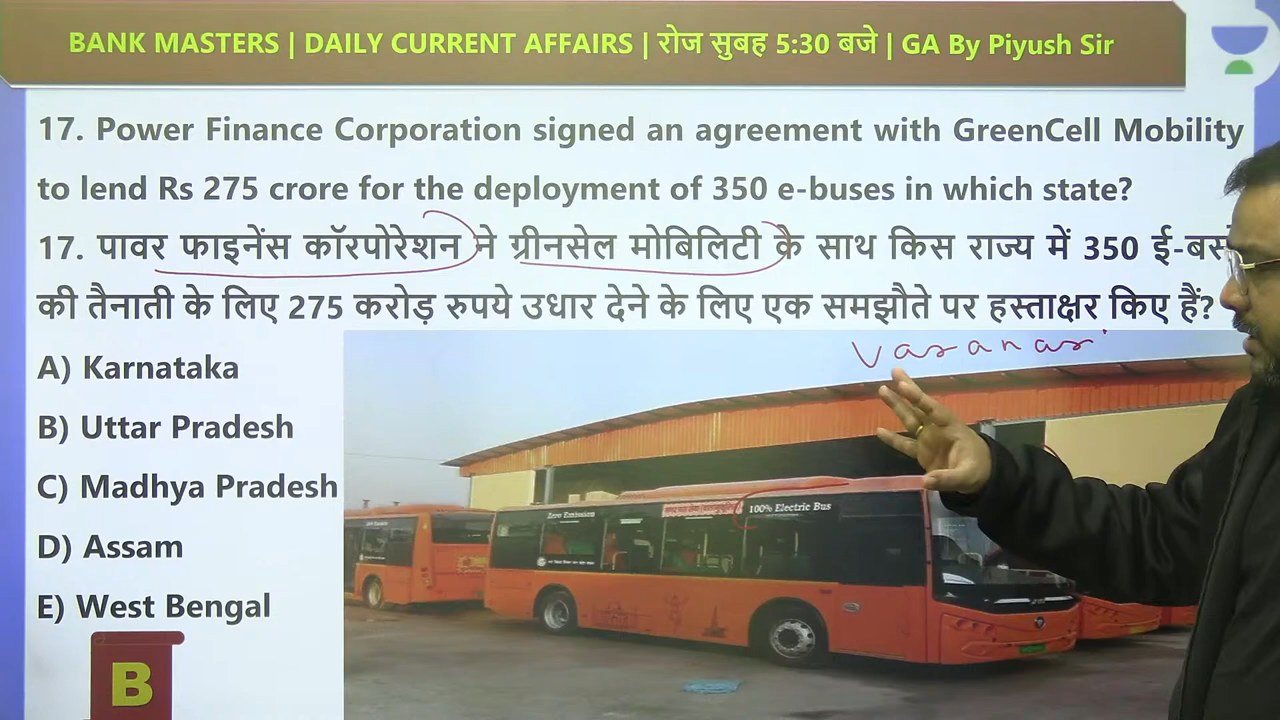 BANK MASTERS | DAILY CURRENT AFFAIRS | रोज सुबह 5:30 बजे | GA By Piyush Sir
17. Power Finance Corporation signed an agreement with GreenCell Mobility
to lend Rs 275 crore for the deployment of 350 e-buses in which state?
17. पावर फाइनेंस कॉरपोरेशन ने ग्रीनसेल मोबिलिटी के साथ किस राज्य में 350 ई-बसों
की तैनाती के लिए 275 करोड़ रुपये उधार देने के लिए एक समझौते पर हस्ताक्षर किए हैं?
Varanasi
A) Karnataka
B) Uttar Pradesh
C) Madhya Pradesh
D) Assam
E) West Bengal
B
Zero Emission
100% Electric Bus